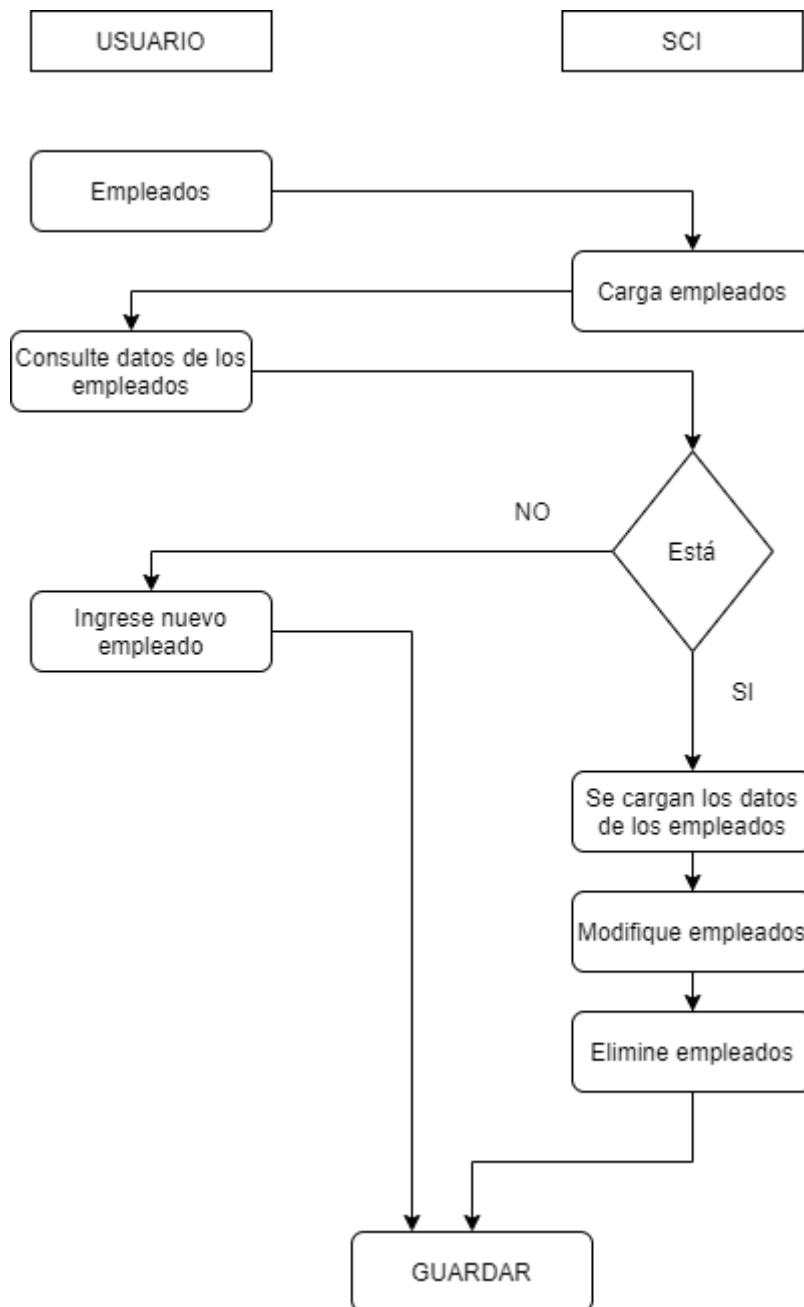 USUARIO
SCI
Empleados
Carga empleados
Consulte datos de los
empleados
NO
Está
Ingrese nuevo
empleado
SI
Se cargan los datos
de los empleados
Modifique empleados
Elimine empleados
GUARDAR